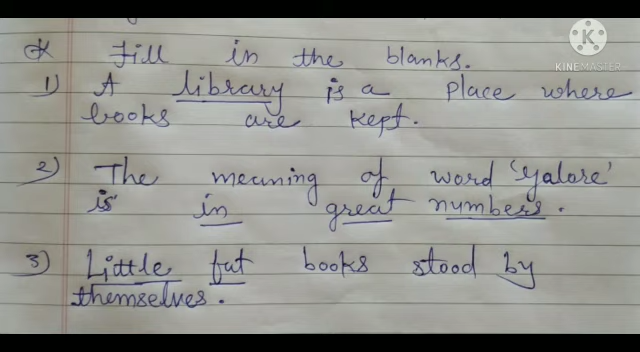 Fill in the blanks.
KINEMASTER
1) A library is a place where
books are kept.
2) The meaning of word 'galore'
is in great numbers.
3) Little fat books stood by
themselves.